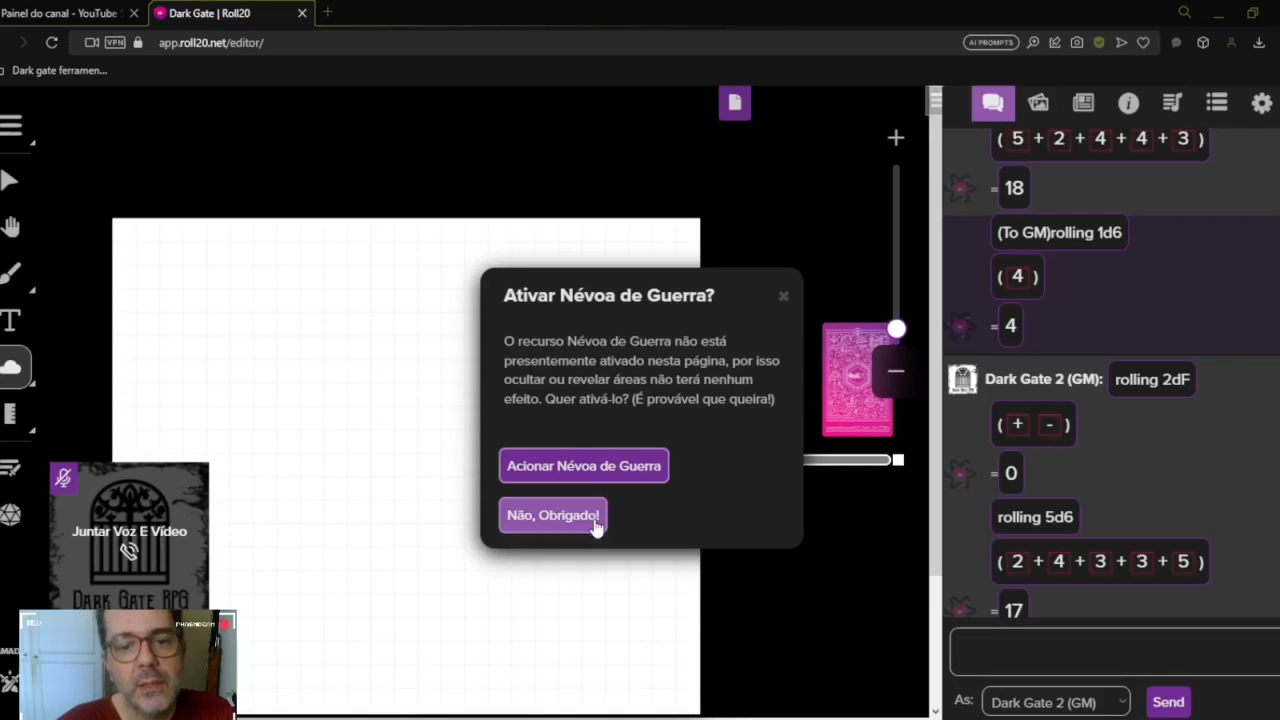 Painel do canal - YouTube
Dark Gate | Roll20
VPN
app.roll20.net/editor/
AI PROMPTS
Dark gate ferramen...
( 5 + 2 + 4 + 4 + 3 )
= 18
(To GM)rolling 1d6
( 4 )
= 4
Dark Gate 2 (GM): rolling 2dF
( + - )
= 0
rolling 5d6
( 2 + 4 + 3 + 3 + 5 )
= 17
Ativar Névoa de Guerra?
O recurso Névoa de Guerra não está
presentemente ativado nesta página, por isso
ocultar ou revelar áreas não terá nenhum
efeito. Quer ativá-lo? (É provável que queira!)
Acionar Névoa de Guerra
Não, Obrigado!
Juntar Voz E Vídeo
DARK GATE RPG
As: Dark Gate 2 (GM)
Send